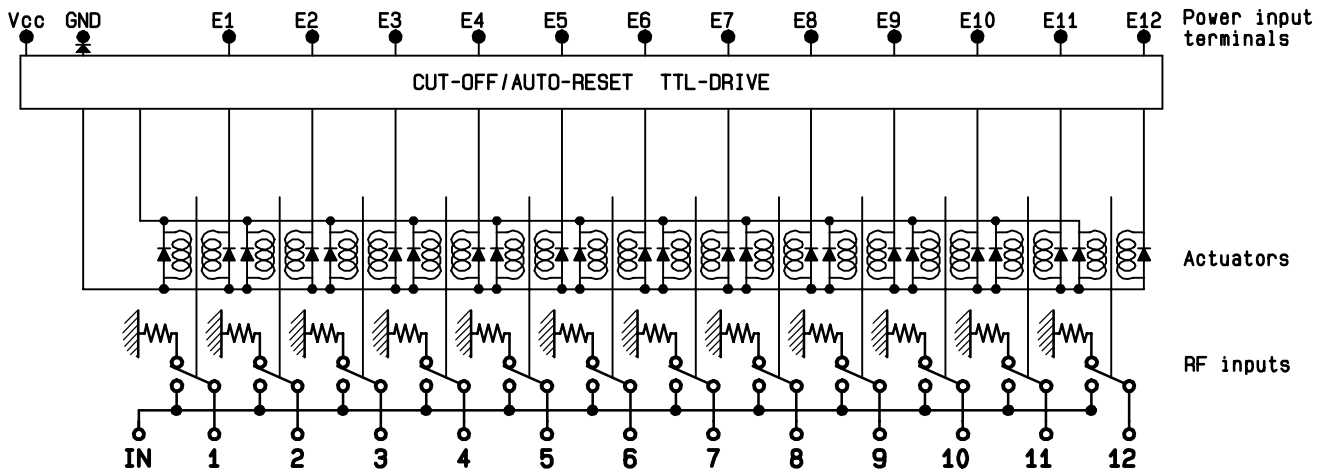 Vcc GND E1 E2 E3 E4 E5 E6 E7 E8 E9 E10 E11 E12 Power input
terminals
CUT-OFF/AUTO-RESET TTL-DRIVE
Actuators
RF inputs
IN 1 2 3 4 5 6 7 8 9 10 11 12